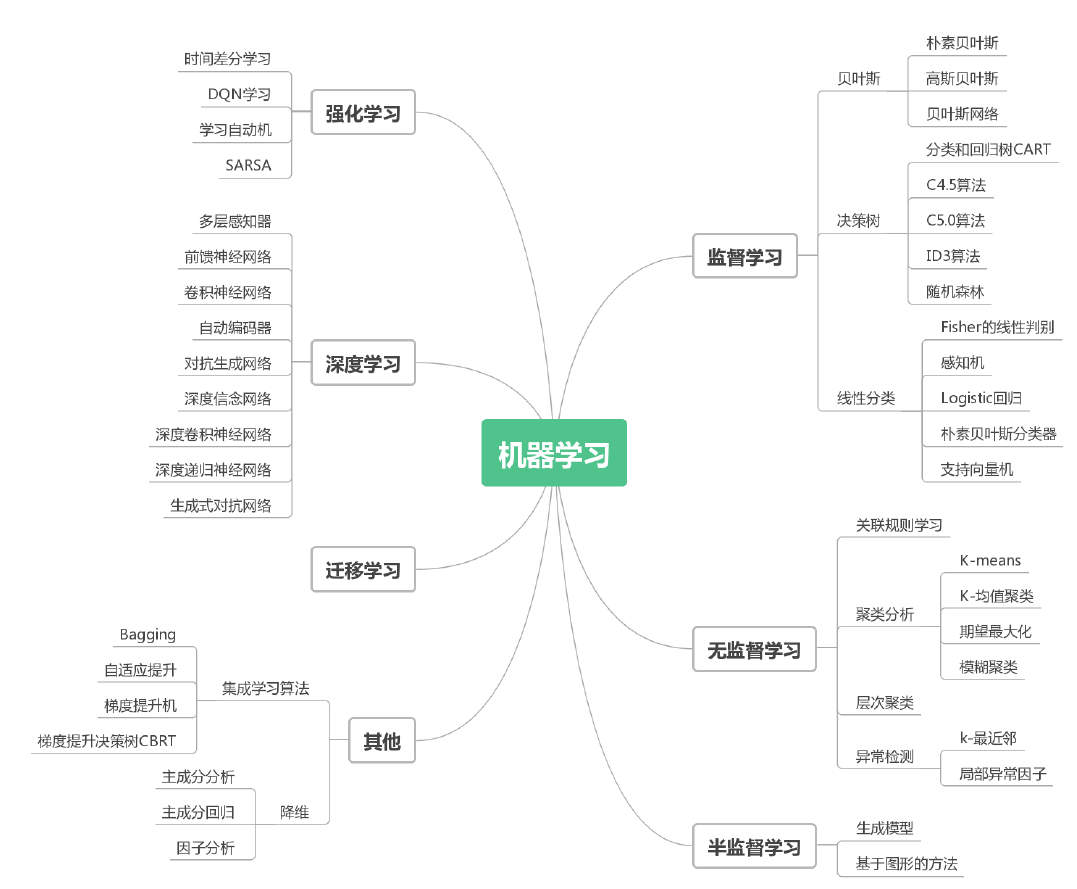 机器学习
强化学习
时间差分学习
DQN学习
学习自动机
SARSA
深度学习
多层感知器
前馈神经网络
卷积神经网络
自动编码器
对抗生成网络
深度信念网络
深度卷积神经网络
深度递归神经网络
生成式对抗网络
迁移学习
其他
集成学习算法
Bagging
自适应提升
梯度提升机
梯度提升决策树CBRT
降维
主成分分析
主成分回归
因子分析
监督学习
贝叶斯
朴素贝叶斯
高斯贝叶斯
贝叶斯网络
决策树
分类和回归树CART
C4.5算法
C5.0算法
ID3算法
随机森林
线性分类
Fisher的线性判别
感知机
Logistic回归
朴素贝叶斯分类器
支持向量机
无监督学习
关联规则学习
聚类分析
K-means
K-均值聚类
期望最大化
模糊聚类
层次聚类
异常检测
k-最近邻
局部异常因子
半监督学习
生成模型
基于图形的方法